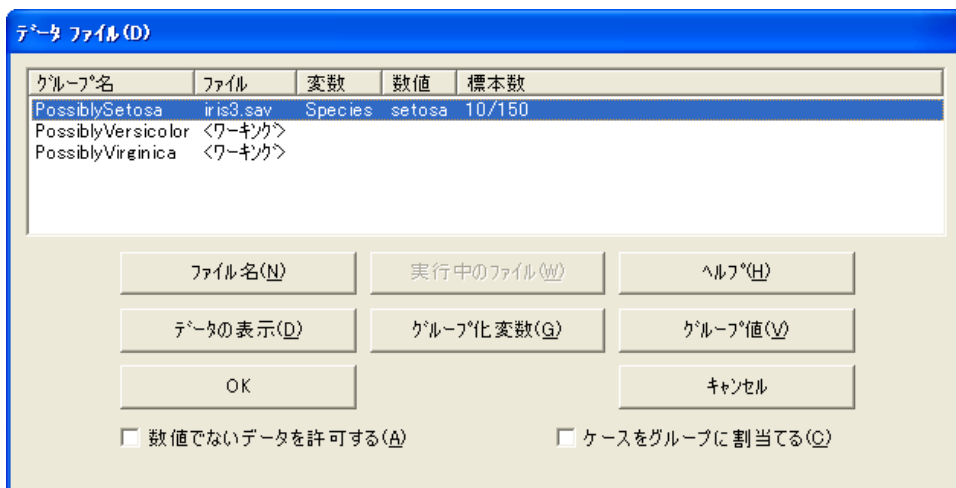 データ ファイル(D)
グループ名 ファイル 変数 数値 標本数
PossiblySetosa iris3.sav Species setosa 10/150
PossiblyVersicolor <ワーキング>
PossiblyVirginica <ワーキング>
ファイル名(N) 実行中のファイル(W) ヘルプ(H)
データの表示(D) グループ化変数(G) グループ値(V)
OK キャンセル
数値でないデータを許可する(A) ケースをグループに割当てる(C)